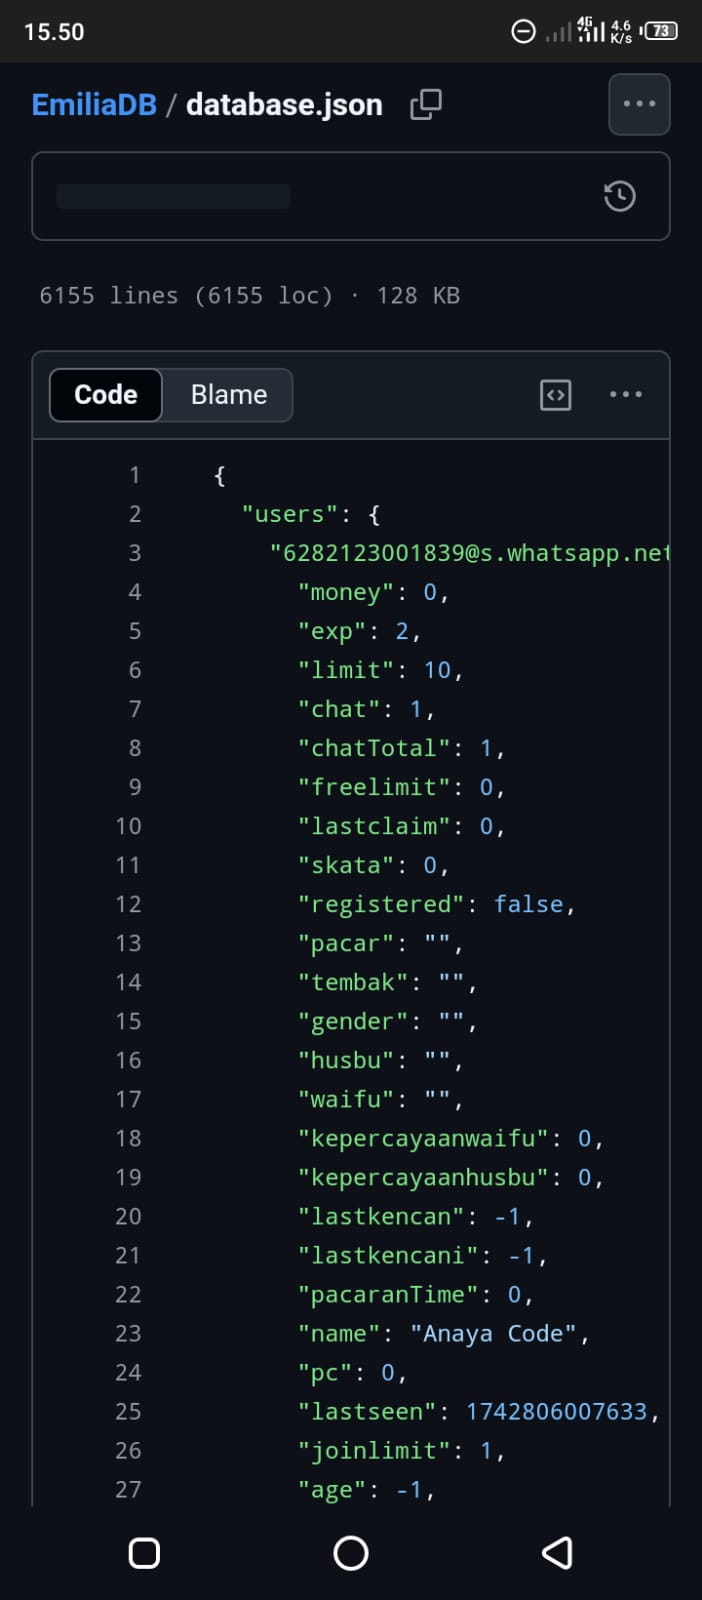 15.50
4G 4.6 K/s 73
EmiliaDB / database.json
6155 lines (6155 loc) · 128 KB
Code Blame
1 {
2 "users": {
3 "6282123001839@s.whatsapp.net
4 "money": 0,
5 "exp": 2,
6 "limit": 10,
7 "chat": 1,
8 "chatTotal": 1,
9 "freelimit": 0,
10 "lastclaim": 0,
11 "skata": 0,
12 "registered": false,
13 "pacar": "",
14 "tembak": "",
15 "gender": "",
16 "husbu": "",
17 "waifu": "",
18 "kepercayaanwaifu": 0,
19 "kepercayaanhusbu": 0,
20 "lastkencan": -1,
21 "lastkencani": -1,
22 "pacaranTime": 0,
23 "name": "Anaya Code",
24 "pc": 0,
25 "lastseen": 1742806007633,
26 "joinlimit": 1,
27 "age": -1,